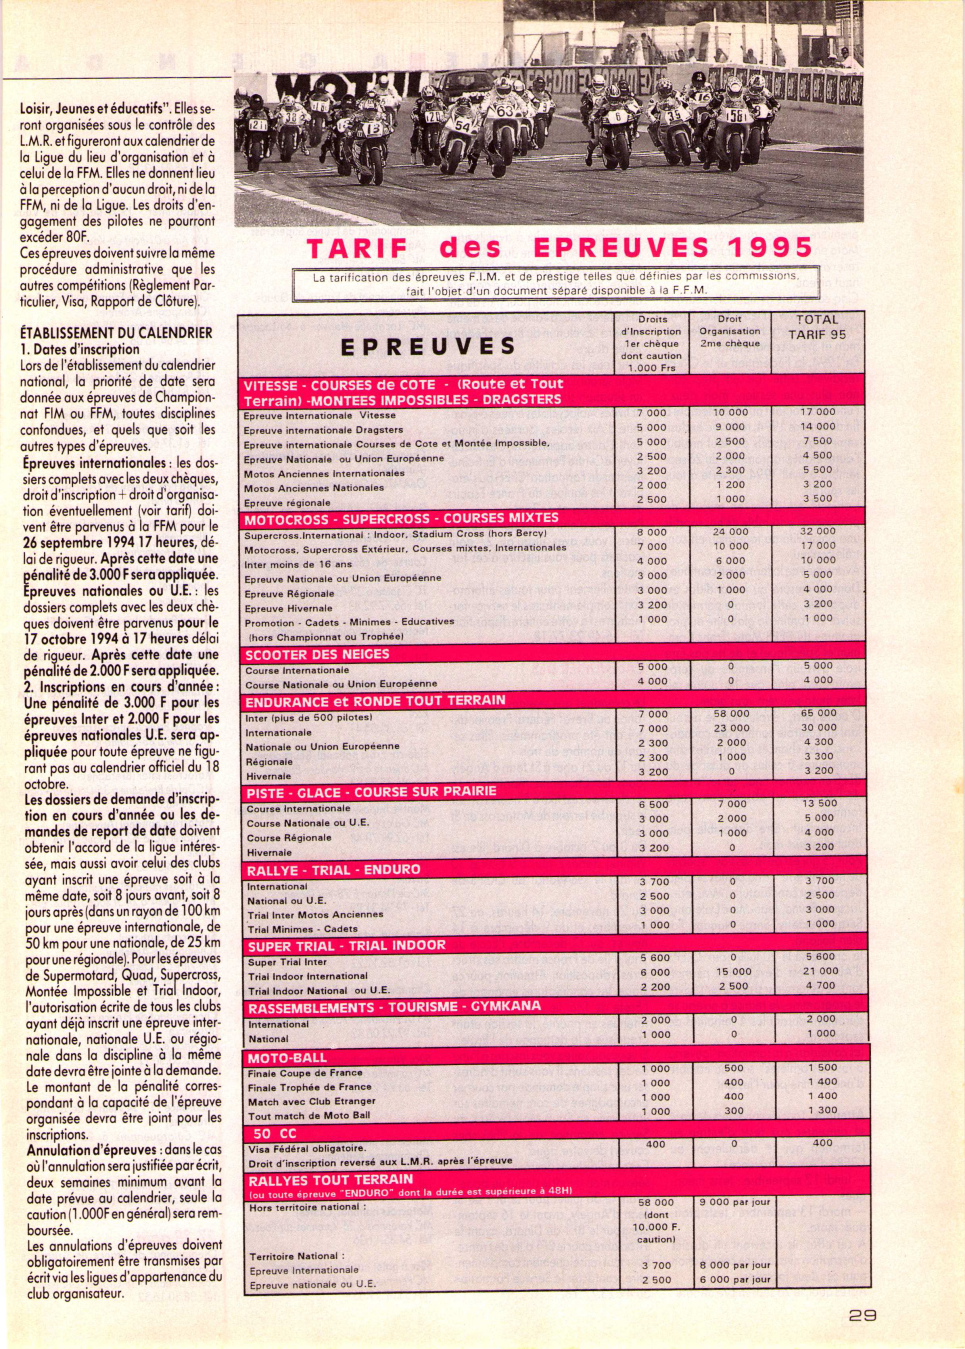 Loisir, Jeunes et éducatifs". Elles se-
ront organisées sous le contrôle des
L.M.R. et figureront aux calendrier de
la Ligue du lieu d'organisation et à
celui de la FFM. Elles ne donnent lieu
à la perception d'aucun droit, ni de la
FFM, ni de la Ligue. Les droits d'en-
gagement des pilotes ne pourront
excéder 80F.
Ces épreuves doivent suivre la même
procédure administrative que les
autres compétitions (Règlement Par-
ticulier, Visa, Rapport de Clôture).
ÉTABLISSEMENT DU CALENDRIER
1. Dates d'inscription
Lors de l'établissement du calendrier
national, la priorité de date sera
donnée aux épreuves de Champion-
nat FIM ou FFM, toutes disciplines
confondues, et quels que soit les
autres types d'épreuves.
Épreuves internationales : les dos-
siers complets avec les deux chèques,
droit d'inscription + droit d'organisa-
tion éventuellement (voir tarif) doi-
vent être parvenus à la FFM pour le
26 septembre 1994 17 heures, dé-
lai de rigueur. Après cette date une
pénalité de 3.000 F sera appliquée.
Épreuves nationales ou U.E. : les
dossiers complets avec les deux chè-
ques doivent être parvenus pour le
17 octobre 1994 à 17 heures délai
de rigueur. Après cette date une
pénalité de 2.000 F sera appliquée.
2. Inscriptions en cours d'année :
Une pénalité de 3.000 F pour les
épreuves Inter et 2.000 F pour les
épreuves nationales U.E. sera ap-
pliquée pour toute épreuve ne figu-
rant pas au calendrier officiel du 18
octobre.
Les dossiers de demande d'inscrip-
tion en cours d'année ou les de-
mandes de report de date doivent
obtenir l'accord de la ligue intéres-
sée, mais aussi avoir celui des clubs
ayant inscrit une épreuve soit à la
même date, soit 8 jours avant, soit 8
jours après (dans un rayon de 100 km
pour une épreuve internationale, de
50 km pour une nationale, de 25 km
pour une régionale). Pour les épreuves
de Supermotard, Quad, Supercross,
Montée Impossible et Trial Indoor,
l'autorisation écrite de tous les clubs
ayant déjà inscrit une épreuve inter-
nationale, nationale U.E. ou régio-
nale dans la discipline à la même
date devra être jointe à la demande.
Le montant de la pénalité corres-
pondant à la capacité de l'épreuve
organisée devra être joint pour les
inscriptions.
Annulation d'épreuves : dans le cas
où l'annulation sera justifiée par écrit,
deux semaines minimum avant la
date prévue au calendrier, seule la
caution (1.000F en général) sera rem-
boursée.
Les annulations d'épreuves doivent
obligatoirement être transmises par
écrit via les ligues d'appartenance du
club organisateur.
TARIF des EPREUVES 1995
La tarification des épreuves F.I.M. et de prestige telles que définies par les commissions,
fait l'objet d'un document séparé disponible à la F.F.M.
EPREUVES
Droits
d'Inscription
1er chèque
dont caution
1.000 Frs
Droit
Organisation
2me chèque
TOTAL
TARIF 95
VITESSE - COURSES de COTE - (Route et Tout
Terrain) -MONTEES IMPOSSIBLES - DRAGSTERS
Epreuve Internationale Vitesse 7 000 10 000 17 000
Epreuve internationale Dragsters 5 000 9 000 14 000
Epreuve internationale Courses de Cote et Montée Impossible. 5 000 2 500 7 500
Epreuve Nationale ou Union Européenne 2 500 2 000 4 500
Motos Anciennes Internationales 3 200 2 300 5 500
Motos Anciennes Nationales 2 000 1 200 3 200
Epreuve régionale 2 500 1 000 3 500
MOTOCROSS - SUPERCROSS - COURSES MIXTES
Supercross.International : Indoor, Stadium Cross (hors Bercy) 8 000 24 000 32 000
Motocross, Supercross Extérieur, Courses mixtes, Internationales 7 000 10 000 17 000
Inter moins de 16 ans 4 000 6 000 10 000
Epreuve Nationale ou Union Européenne 3 000 2 000 5 000
Epreuve Régionale 3 000 1 000 4 000
Epreuve Hivernale 3 200 0 3 200
Promotion - Cadets - Minimes - Educatives 1 000 0 1 000
(hors Championnat ou Trophée)
SCOOTER DES NEIGES
Course Internationale 5 000 0 5 000
Course Nationale ou Union Européenne 4 000 0 4 000
ENDURANCE et RONDE TOUT TERRAIN
Inter (plus de 500 pilotes) 7 000 58 000 65 000
Internationale 7 000 23 000 30 000
Nationale ou Union Européenne 2 300 2 000 4 300
Régionale 2 300 1 000 3 300
Hivernale 3 200 0 3 200
PISTE - GLACE - COURSE SUR PRAIRIE
Course Internationale 6 500 7 000 13 500
Course Nationale ou U.E. 3 000 2 000 5 000
Course Régionale 3 000 1 000 4 000
Hivernale 3 200 0 3 200
RALLYE - TRIAL - ENDURO
International 3 700 0 3 700
National ou U.E. 2 500 0 2 500
Trial Inter Motos Anciennes 3 000 0 3 000
Trial Minimes - Cadets 1 000 0 1 000
SUPER TRIAL - TRIAL INDOOR
Super Trial Inter 5 600 0 5 600
Trial Indoor International 6 000 15 000 21 000
Trial Indoor National ou U.E. 2 200 2 500 4 700
RASSEMBLEMENTS - TOURISME - GYMKANA
International 2 000 0 2 000
National 1 000 0 1 000
MOTO-BALL
Finale Coupe de France 1 000 500 1 500
Finale Trophée de France 1 000 400 1 400
Match avec Club Etranger 1 000 400 1 400
Tout match de Moto Ball 1 000 300 1 300
50 CC
Visa Fédéral obligatoire. 400 0 400
Droit d'inscription reversé aux L.M.R. après l'épreuve
RALLYES TOUT TERRAIN
(ou toute épreuve "ENDURO" dont la durée est supérieure à 48H)
Hors territoire national : 58 000 9 000 par jour
(dont
10.000 F.
caution)
Territoire National :
Epreuve Internationale 3 700 8 000 par jour
Epreuve nationale ou U.E. 2 500 6 000 par jour
29